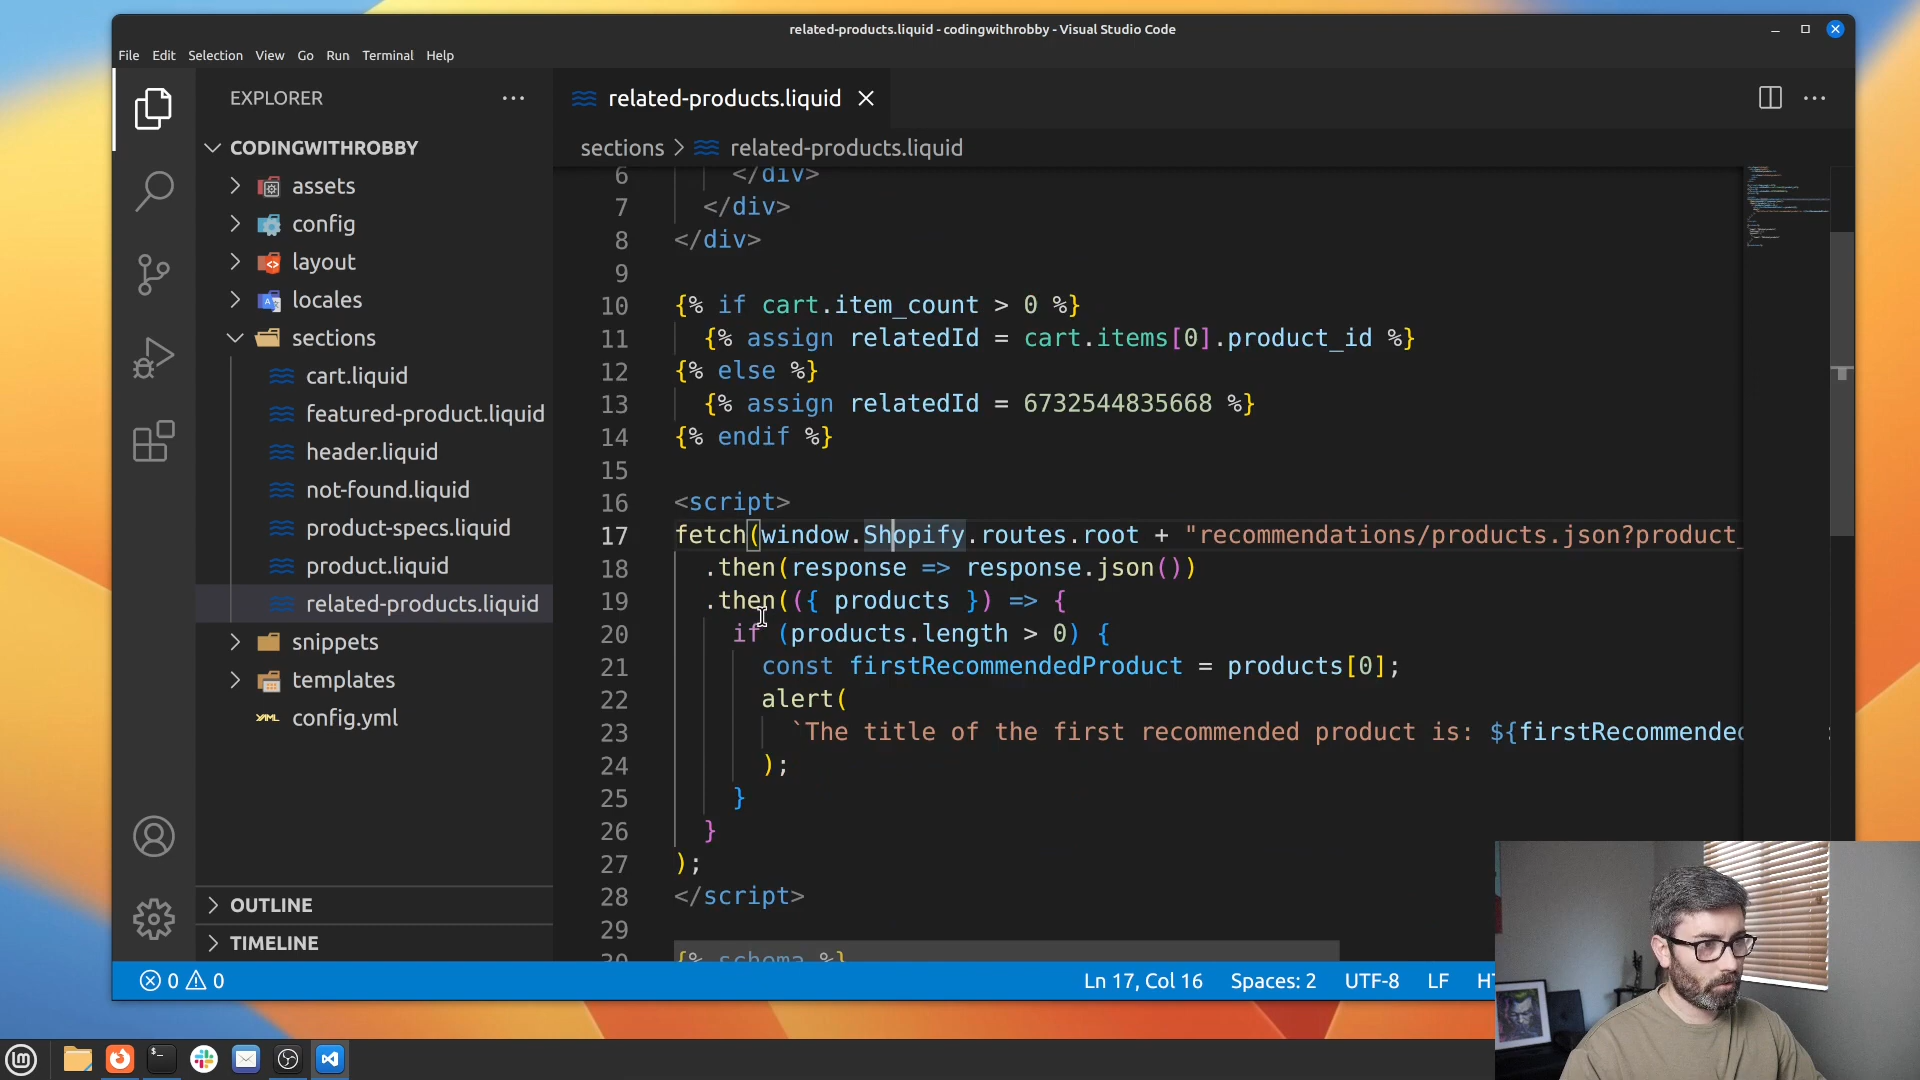 related-products.liquid - codingwithrobby - Visual Studio Code
File Edit Selection View Go Run Terminal Help
EXPLORER
CODINGWITHROBBY
assets
config
layout
locales
sections
cart.liquid
featured-product.liquid
header.liquid
not-found.liquid
product-specs.liquid
product.liquid
related-products.liquid
snippets
templates
config.yml
OUTLINE
TIMELINE
related-products.liquid
sections > related-products.liquid
6 </div>
7 </div>
8 </div>
9
10 {% if cart.item_count > 0 %}
11 {% assign relatedId = cart.items[0].product_id %}
12 {% else %}
13 {% assign relatedId = 6732544835668 %}
14 {% endif %}
15
16 <script>
17 fetch(window.Shopify.routes.root + "recommendations/products.json?product_
18 .then(response => response.json())
19 .then(({ products }) => {
20 if (products.length > 0) {
21 const firstRecommendedProduct = products[0];
22 alert(
23 `The title of the first recommended product is: ${firstRecommended
24 );
25 }
26 }
27 );
28 </script>
29
30 {% schema %}
0 0
Ln 17, Col 16 Spaces: 2 UTF-8 LF